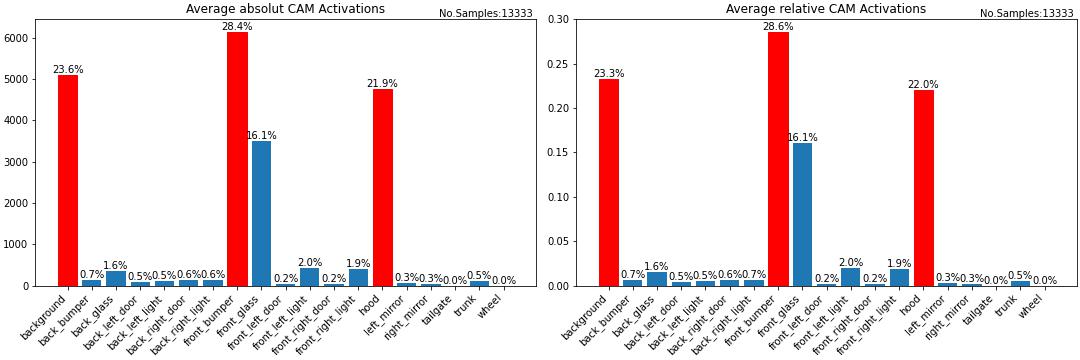 Average absolut CAM Activations
No.Samples:13333
6000
5000
4000
3000
2000
1000
0
23.6%
0.7%
1.6%
0.5%
0.5%
0.6%
0.6%
28.4%
16.1%
0.2%
2.0%
0.2%
1.9%
21.9%
0.3%
0.3%
0.0%
0.5%
0.0%
background
back_bumper
back_glass
back_left_door
back_left_light
back_right_door
back_right_light
front_bumper
front_glass
front_left_door
front_left_light
front_right_door
front_right_light
hood
left_mirror
right_mirror
tailgate
trunk
wheel
Average relative CAM Activations
No.Samples:13333
0.30
0.25
0.20
0.15
0.10
0.05
0.00
23.3%
0.7%
1.6%
0.5%
0.5%
0.6%
0.7%
28.6%
16.1%
0.2%
2.0%
0.2%
1.9%
22.0%
0.3%
0.3%
0.0%
0.5%
0.0%
background
back_bumper
back_glass
back_left_door
back_left_light
back_right_door
back_right_light
front_bumper
front_glass
front_left_door
front_left_light
front_right_door
front_right_light
hood
left_mirror
right_mirror
tailgate
trunk
wheel